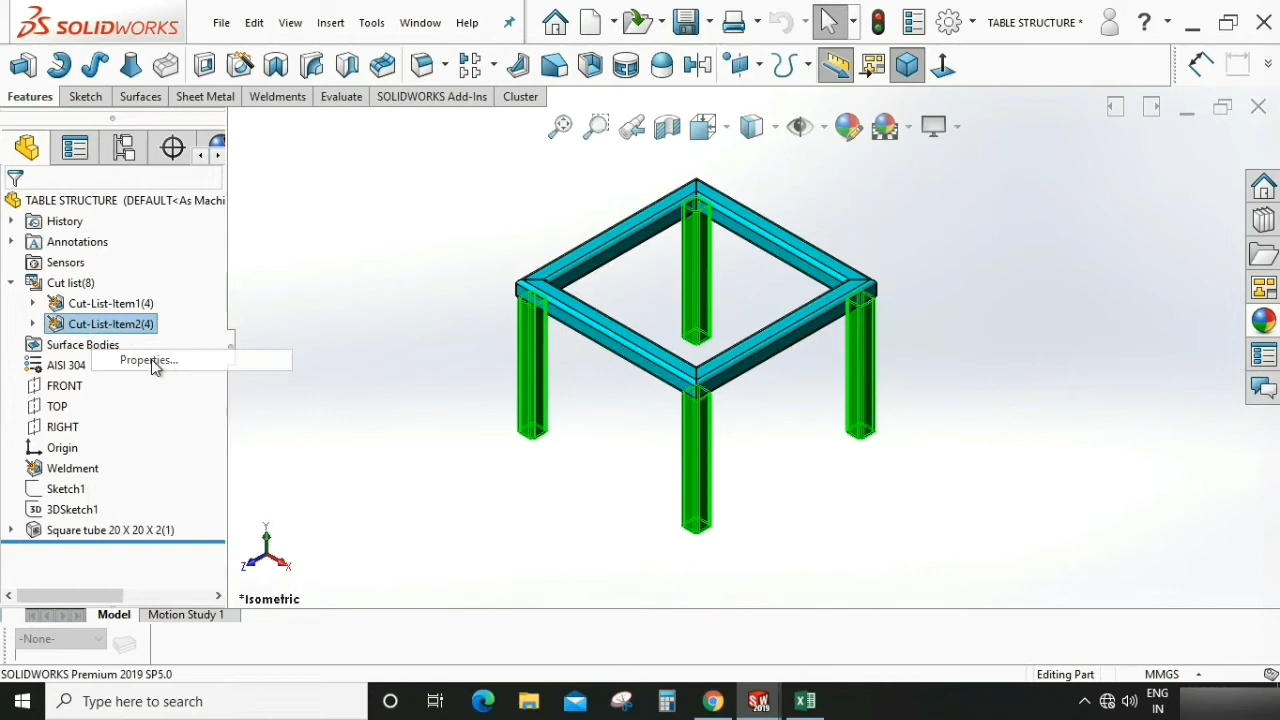 SOLIDWORKS
File Edit View Insert Tools Window Help
TABLE STRUCTURE *
Features Sketch Surfaces Sheet Metal Weldments Evaluate SOLIDWORKS Add-Ins Cluster
TABLE STRUCTURE (DEFAULT<As Machi
History
Annotations
Sensors
Cut list(8)
Cut-List-Item1(4)
Cut-List-Item2(4)
Surface Bodies
AISI 304
Properties...
FRONT
TOP
RIGHT
Origin
Weldment
Sketch1
3D 3DSketch1
Square tube 20 X 20 X 2(1)
Y
Z X
*Isometric
Model Motion Study 1
-None-
SOLIDWORKS Premium 2019 SP5.0
Editing Part MMGS
Type here to search
SW 2019
ENG
IN